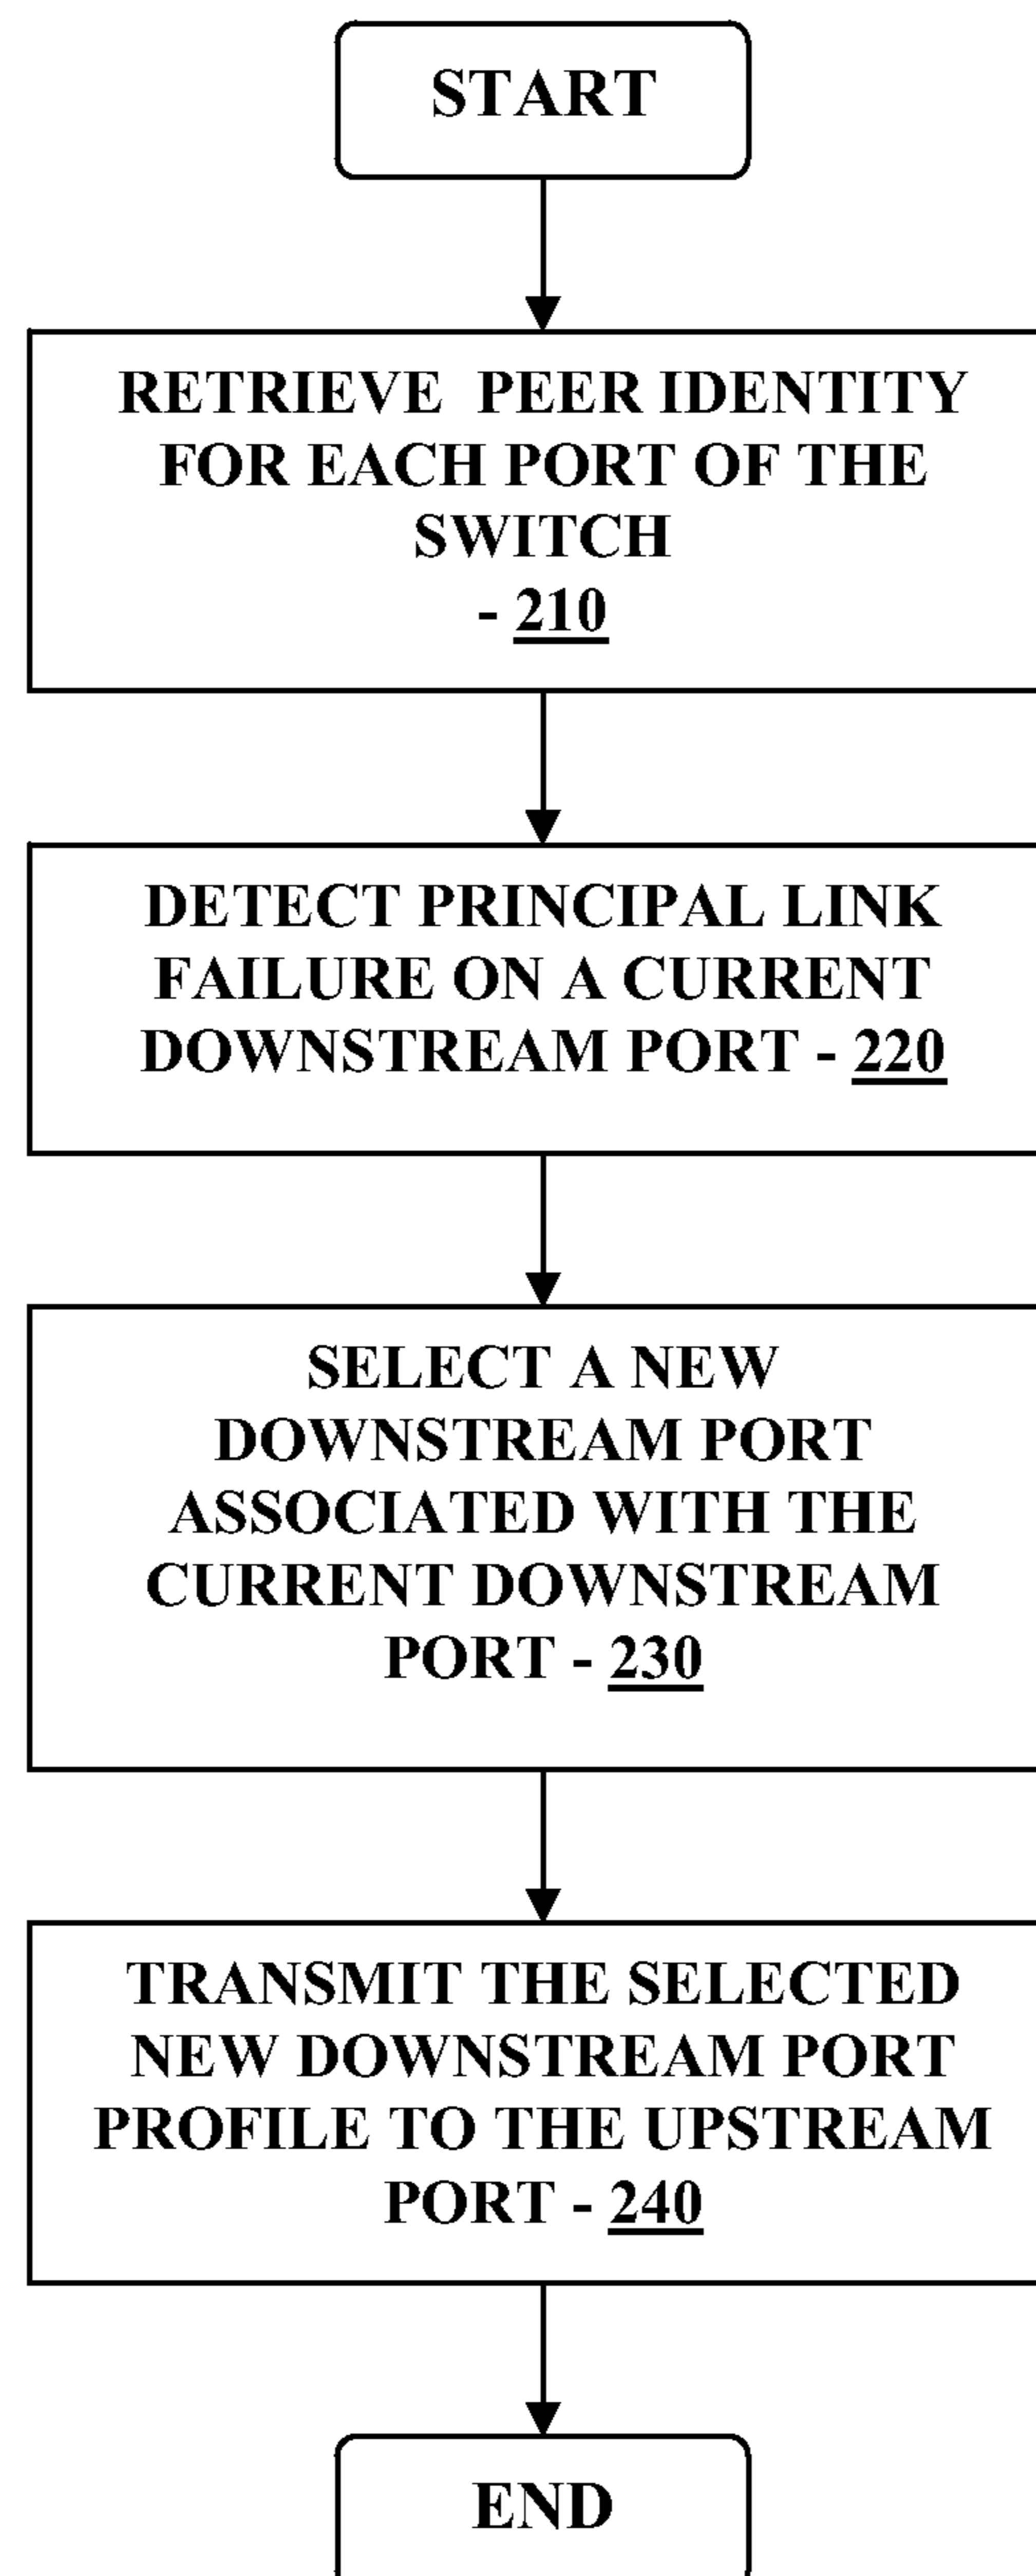 START
RETRIEVE PEER IDENTITY
FOR EACH PORT OF THE
SWITCH
- 210
DETECT PRINCIPAL LINK
FAILURE ON A CURRENT
DOWNSTREAM PORT - 220
SELECT A NEW
DOWNSTREAM PORT
ASSOCIATED WITH THE
CURRENT DOWNSTREAM
PORT - 230
TRANSMIT THE SELECTED
NEW DOWNSTREAM PORT
PROFILE TO THE UPSTREAM
PORT - 240
END